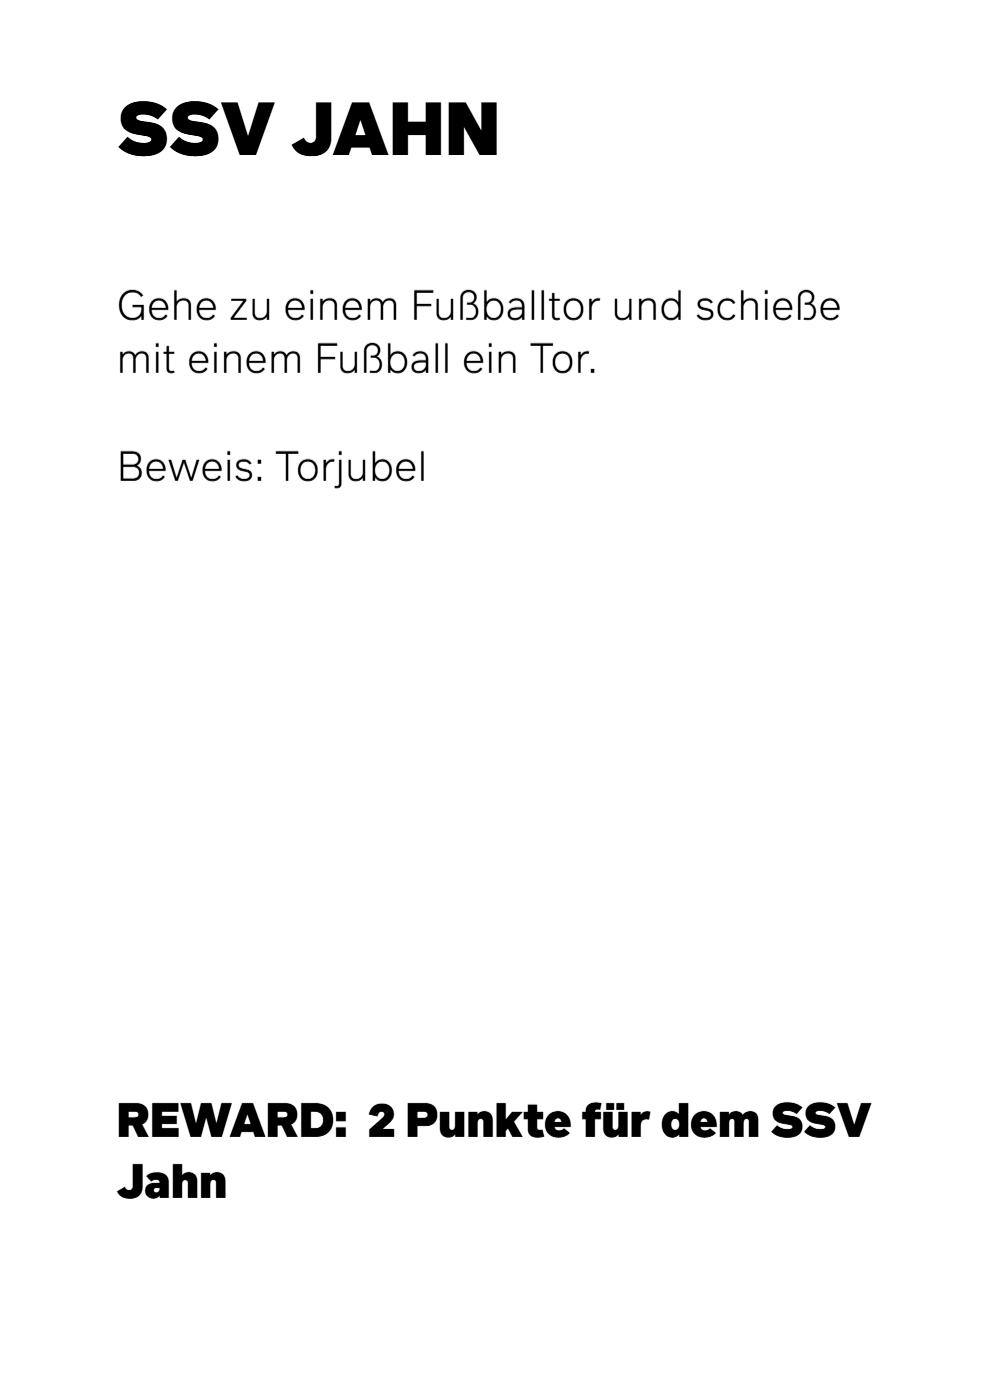 SSV JAHN
Gehe zu einem Fußballtor und schieße
mit einem Fußball ein Tor.
Beweis: Torjubel
REWARD:  2 Punkte für dem SSV
Jahn